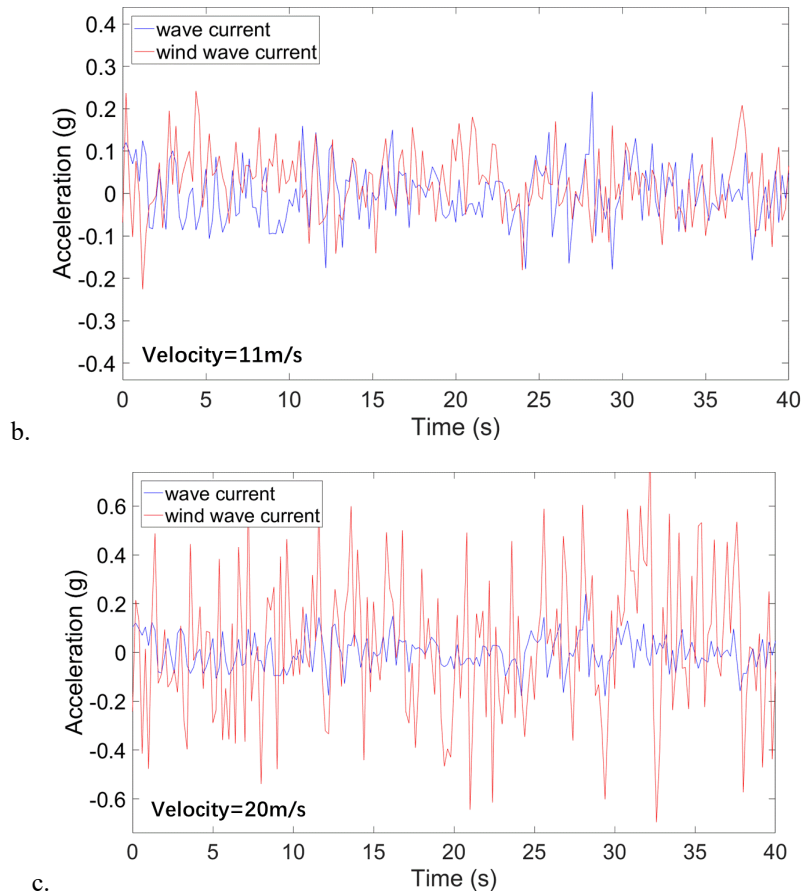 0.4
0.3
0.2
0.1
0
-0.1
-0.2
-0.3
-0.4
Acceleration (g)
wave current
wind wave current
Velocity=11m/s
0 5 10 15 20 25 30 35 40
Time (s)
b.
0.6
0.4
0.2
0
-0.2
-0.4
-0.6
Acceleration (g)
wave current
wind wave current
Velocity=20m/s
0 5 10 15 20 25 30 35 40
Time (s)
c.